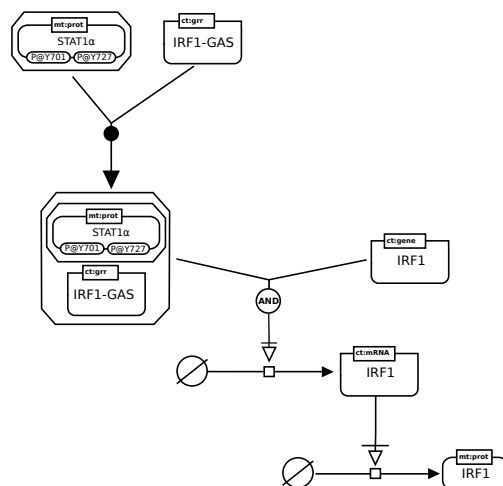 mt:prot
STAT1α
P@Y701 P@Y727
ct:grr
IRF1-GAS
mt:prot
STAT1α
P@Y701 P@Y727
ct:grr
IRF1-GAS
ct:gene
IRF1
AND
ct:mRNA
IRF1
mt:prot
IRF1